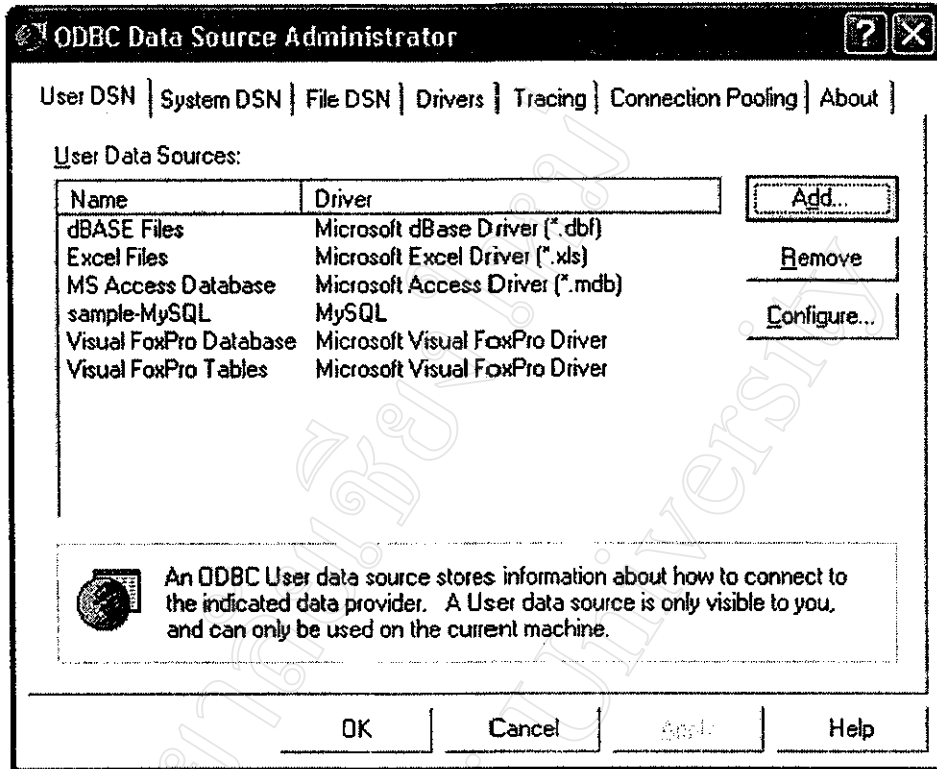 ODBC Data Source Administrator
User DSN System DSN File DSN Drivers Tracing Connection Pooling About
User Data Sources:
Name Driver
dBASE Files Microsoft dBase Driver (*.dbf)
Excel Files Microsoft Excel Driver (*.xls)
MS Access Database Microsoft Access Driver (*.mdb)
sample-MySQL MySQL
Visual FoxPro Database Microsoft Visual FoxPro Driver
Visual FoxPro Tables Microsoft Visual FoxPro Driver
Add...
Remove
Configure...
An ODBC User data source stores information about how to connect to
the indicated data provider. A User data source is only visible to you,
and can only be used on the current machine.
OK Cancel Apply Help
University